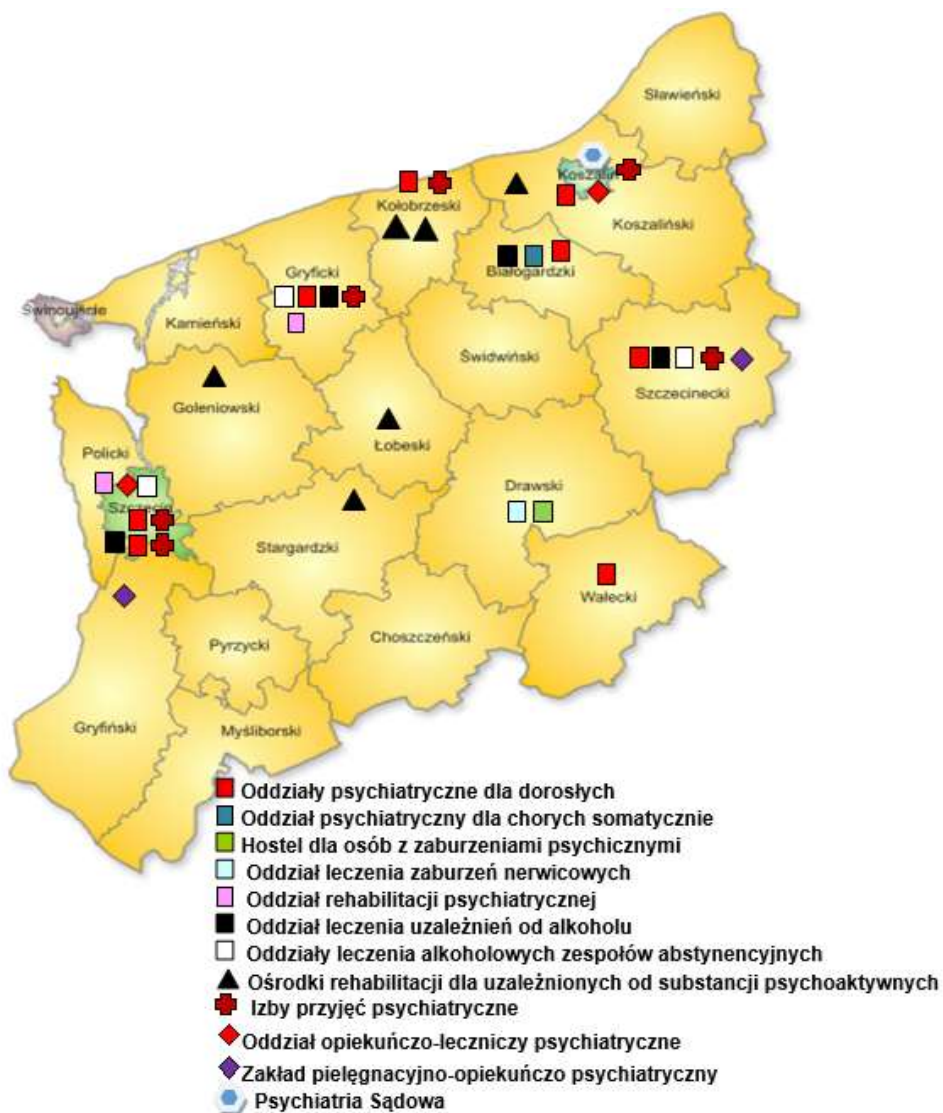 Sławieński
Koszalin
Kołobrzeski
Koszaliński
Gryficki
Białogardzki
Świnoujście
Kamieński
Świdwiński
Szczecinecki
Goleniowski
Łobeski
Policki
Drawski
Szczecin
Stargardzki
Wałecki
Choszczeński
Pyrzycki
Gryfiński
Myśliborski
Oddziały psychiatryczne dla dorosłych
Oddział psychiatryczny dla chorych somatycznie
Hostel dla osób z zaburzeniami psychicznymi
Oddział leczenia zaburzeń nerwicowych
Oddział rehabilitacji psychiatrycznej
Oddział leczenia uzależnień od alkoholu
Oddziały leczenia alkoholowych zespołów abstynencyjnych
Ośrodki rehabilitacji dla uzależnionych od substancji psychoaktywnych
Izby przyjęć psychiatryczne
Oddział opiekuńczo-leczniczy psychiatryczne
Zakład pielęgnacyjno-opiekuńczo psychiatryczny
Psychiatria Sądowa